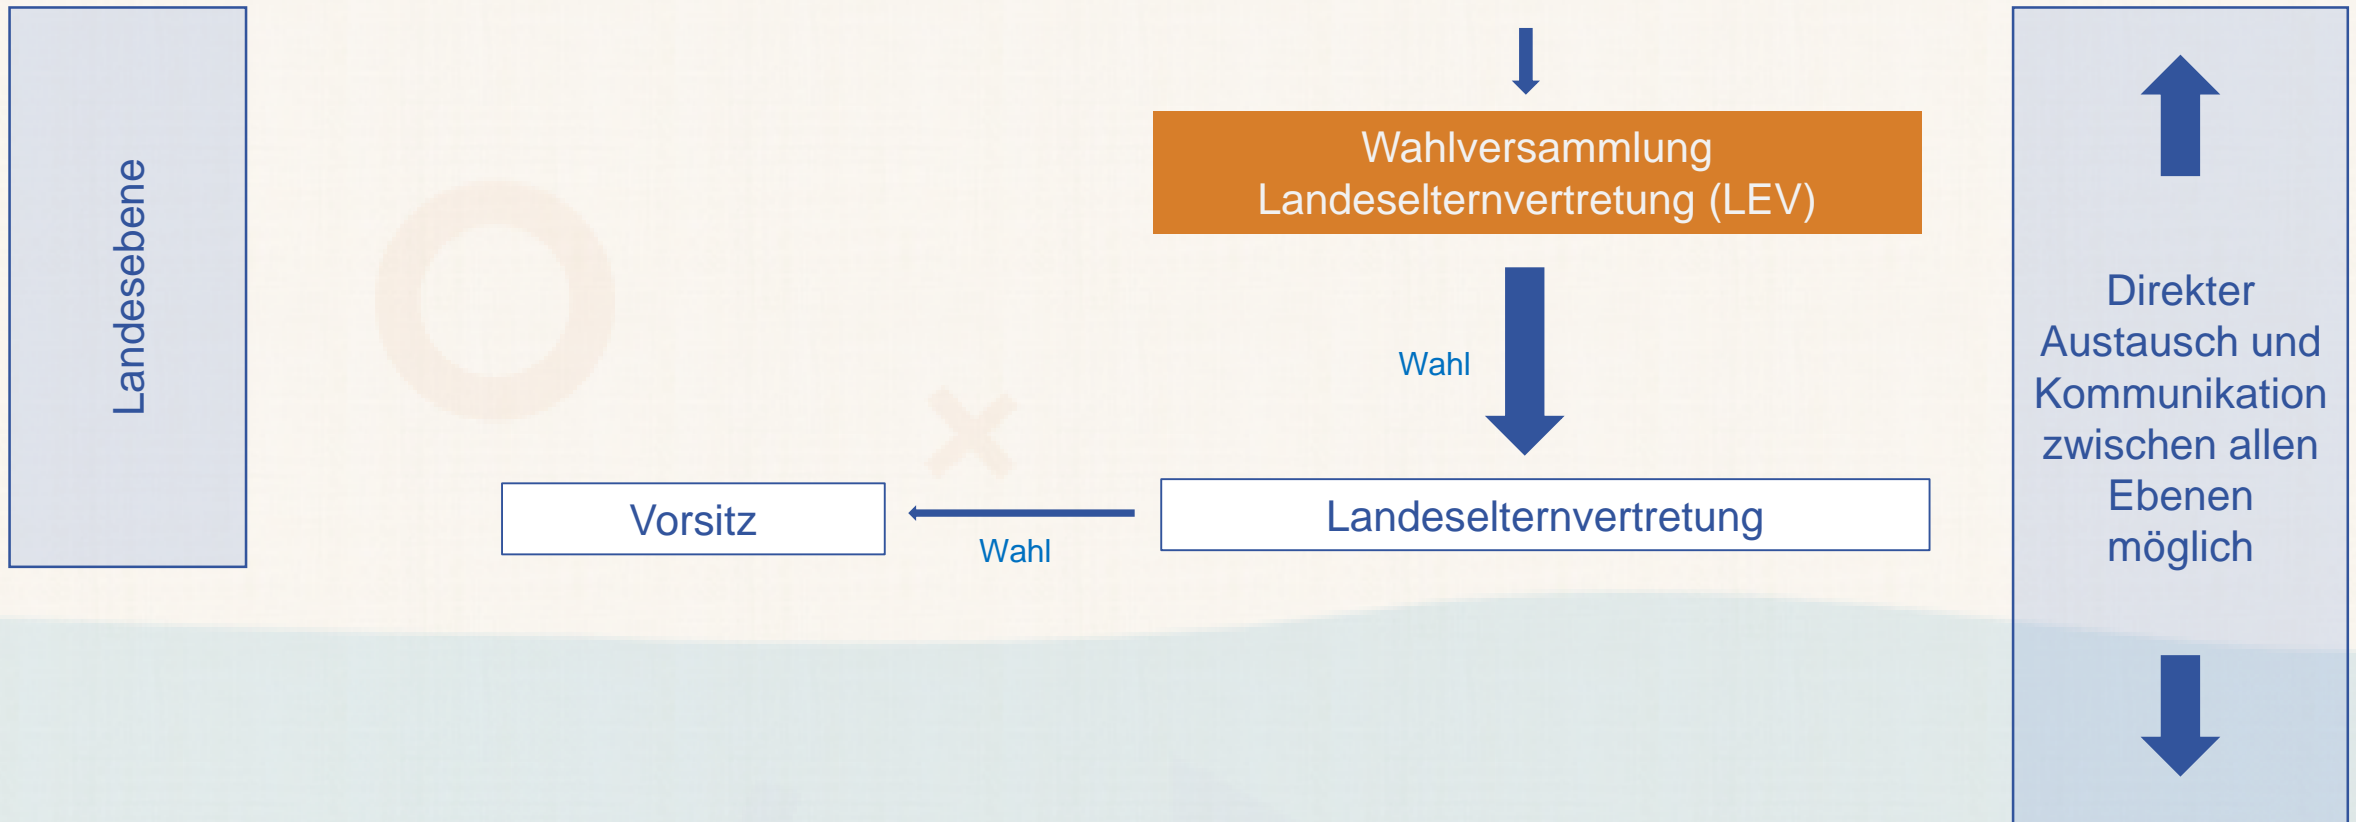 Landesebene
Wahlversammlung
Landeselternvertretung (LEV)
Wahl
Landeselternvertretung
Wahl
Vorsitz
Direkter
Austausch und
Kommunikation
zwischen allen
Ebenen
möglich